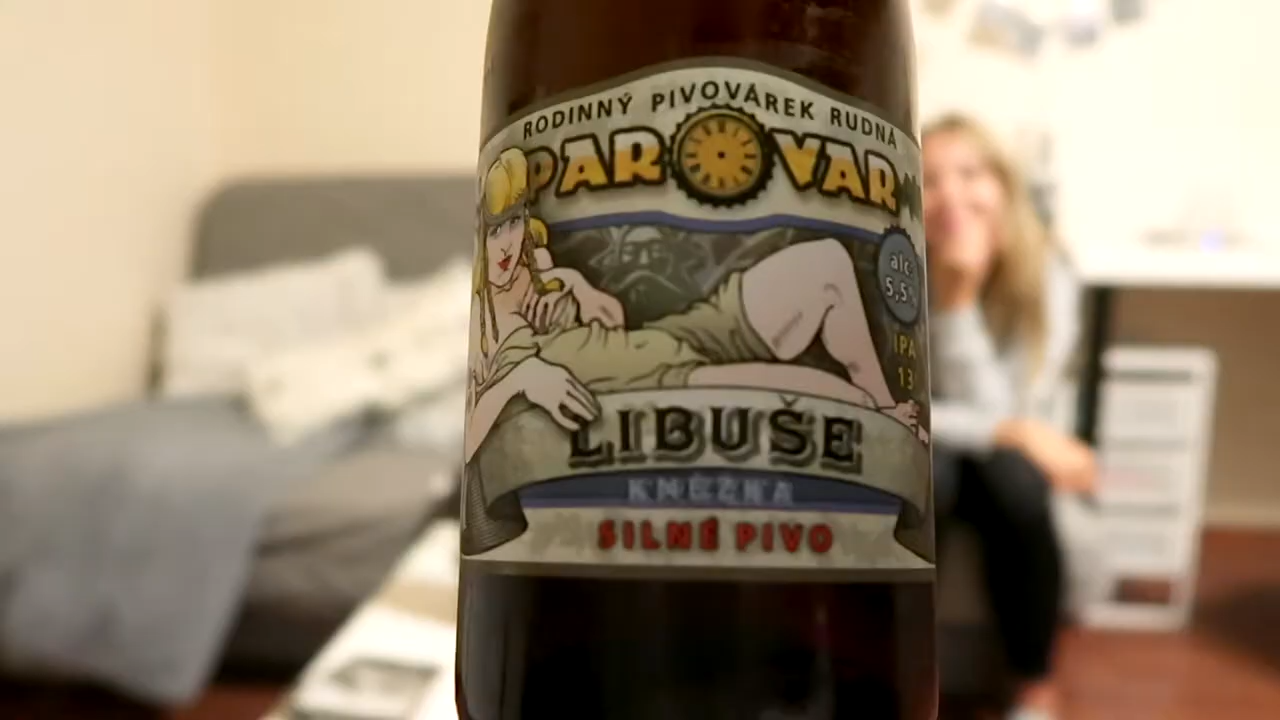 RODINNÝ PIVOVÁREK RUDNÁ
PAROVAR
alc.
5,5%
IPA
13
LIBUŠE
KNĚŽNA
SILNÉ PIVO